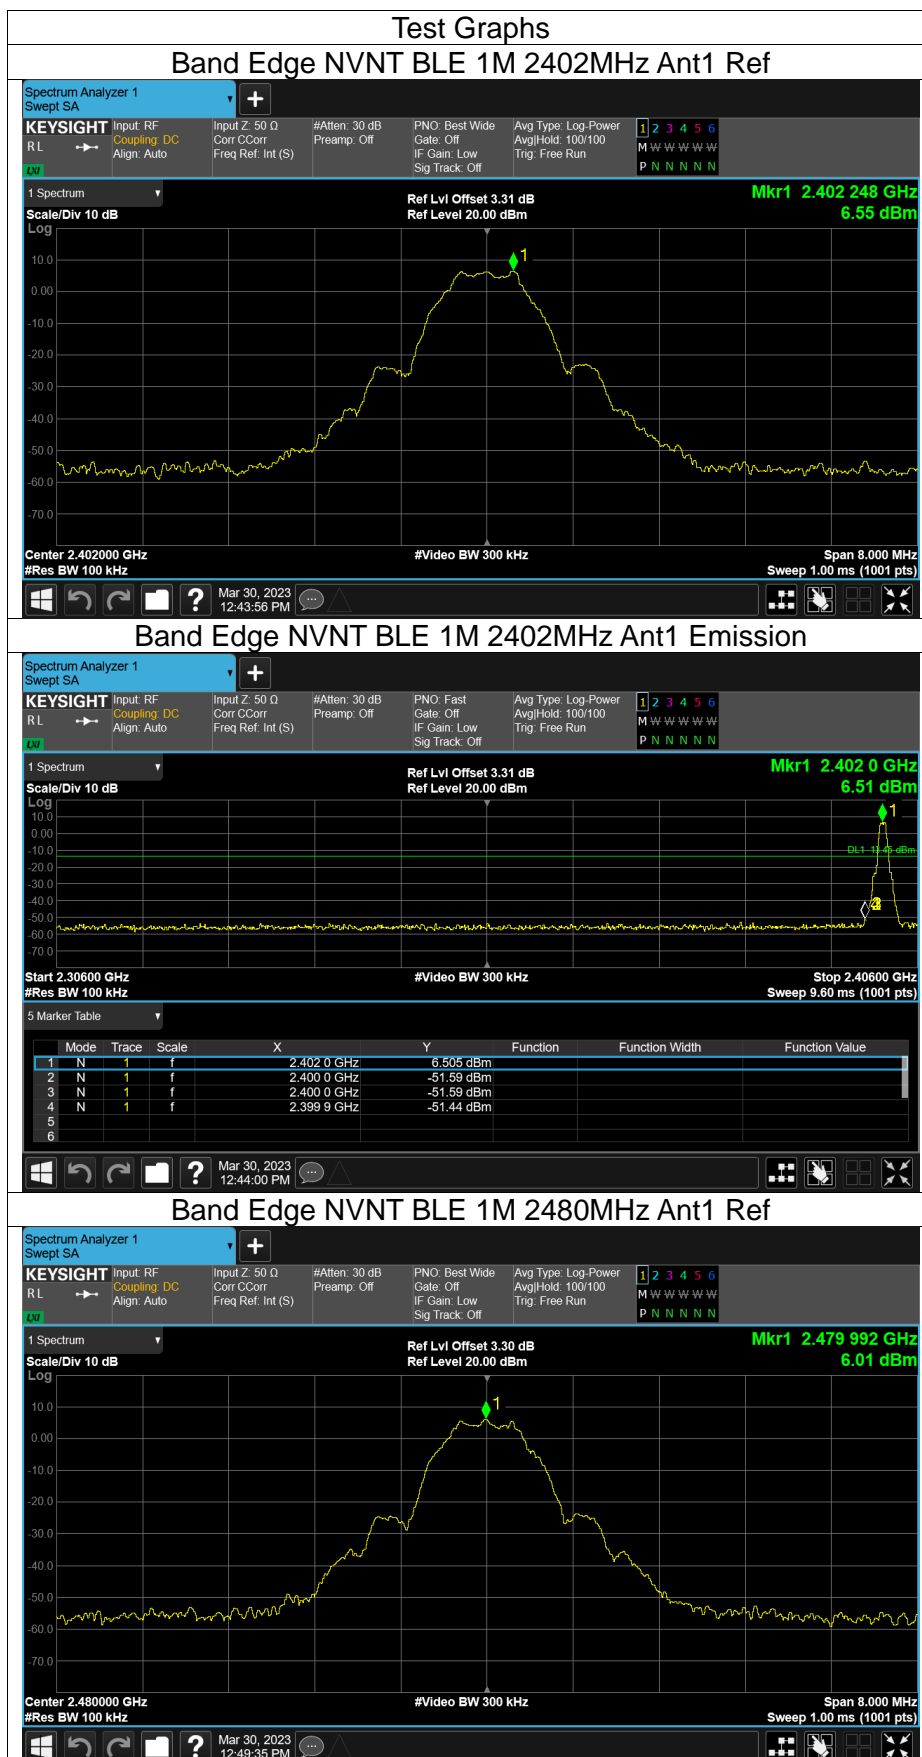 Test Graphs
Band Edge NVNT BLE 1M 2402MHz Ant1 Ref
Spectrum Analyzer 1
Swept SA
KEYSIGHT Input: RF Input Z: 50 Ω #Atten: 30 dB PNO: Best Wide Avg Type: Log-Power 1 2 3 4 5 6
RL Coupling: DC Corr CCorr Preamp: Off Gate: Off Avg|Hold: 100/100 M W W W W W
Align: Auto Freq Ref: Int (S) IF Gain: Low Trig: Free Run
LXI Sig Track: Off P N N N N N
1 Spectrum Ref Lvl Offset 3.31 dB Mkr1 2.402 248 GHz
Scale/Div 10 dB Ref Level 20.00 dBm 6.55 dBm
Log
1
10.0
0.00
-10.0
-20.0
-30.0
-40.0
-50.0
-60.0
-70.0
Center 2.402000 GHz #Video BW 300 kHz Span 8.000 MHz
#Res BW 100 kHz Sweep 1.00 ms (1001 pts)
Mar 30, 2023
12:43:56 PM
Band Edge NVNT BLE 1M 2402MHz Ant1 Emission
Spectrum Analyzer 1
Swept SA
KEYSIGHT Input: RF Input Z: 50 Ω #Atten: 30 dB PNO: Fast Avg Type: Log-Power 1 2 3 4 5 6
RL Coupling: DC Corr CCorr Preamp: Off Gate: Off Avg|Hold: 100/100 M W W W W W
Align: Auto Freq Ref: Int (S) IF Gain: Low Trig: Free Run
LXI Sig Track: Off P N N N N N
1 Spectrum Ref Lvl Offset 3.31 dB Mkr1 2.402 0 GHz
Scale/Div 10 dB Ref Level 20.00 dBm 6.51 dBm
Log
1
10.0
0.00
-10.0
DL1 -13.45 dBm
-20.0
-30.0
-40.0
-50.0
-60.0
-70.0
Start 2.30600 GHz #Video BW 300 kHz Stop 2.40600 GHz
#Res BW 100 kHz Sweep 9.60 ms (1001 pts)
5 Marker Table
Mode Trace Scale X Y Function Function Width Function Value
1 N 1 f 2.402 0 GHz 6.505 dBm
2 N 1 f 2.400 0 GHz -51.59 dBm
3 N 1 f 2.400 0 GHz -51.59 dBm
4 N 1 f 2.399 9 GHz -51.44 dBm
5
6
Mar 30, 2023
12:44:00 PM
Band Edge NVNT BLE 1M 2480MHz Ant1 Ref
Spectrum Analyzer 1
Swept SA
KEYSIGHT Input: RF Input Z: 50 Ω #Atten: 30 dB PNO: Best Wide Avg Type: Log-Power 1 2 3 4 5 6
RL Coupling: DC Corr CCorr Preamp: Off Gate: Off Avg|Hold: 100/100 M W W W W W
Align: Auto Freq Ref: Int (S) IF Gain: Low Trig: Free Run
LXI Sig Track: Off P N N N N N
1 Spectrum Ref Lvl Offset 3.30 dB Mkr1 2.479 992 GHz
Scale/Div 10 dB Ref Level 20.00 dBm 6.01 dBm
Log
1
10.0
0.00
-10.0
-20.0
-30.0
-40.0
-50.0
-60.0
-70.0
Center 2.480000 GHz #Video BW 300 kHz Span 8.000 MHz
#Res BW 100 kHz Sweep 1.00 ms (1001 pts)
Mar 30, 2023
12:49:35 PM